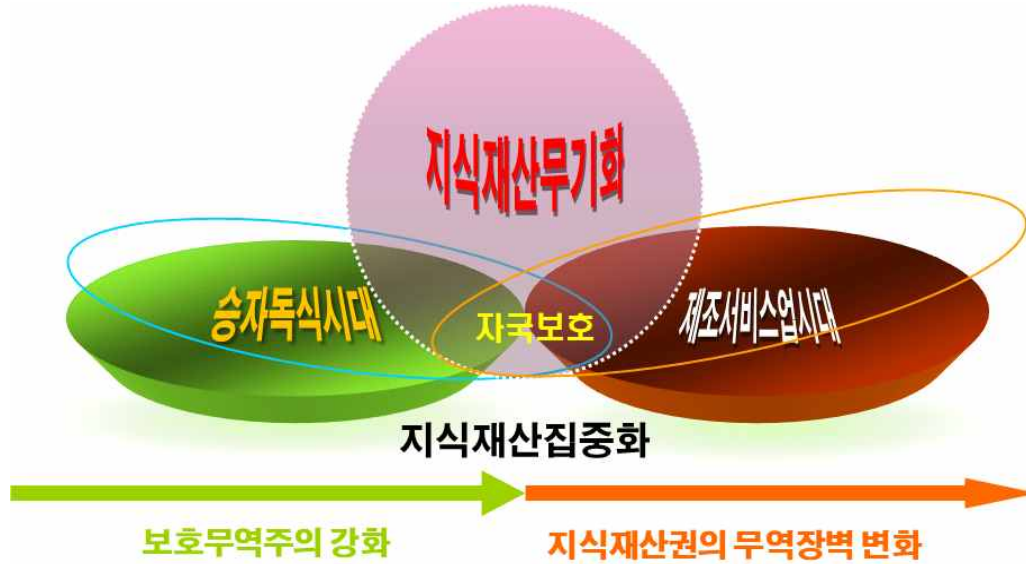 지식재산무기화
승자독식시대
자국보호
제조서비스업시대
지식재산집중화
보호무역주의 강화
지식재산권의 무역장벽 변화